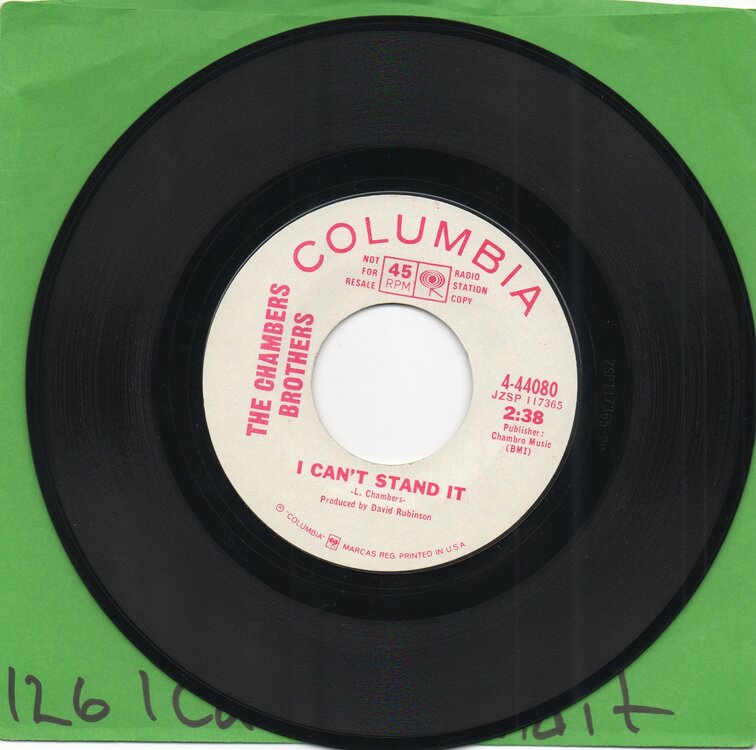 COLUMBIA
NOT
FOR
RESALE
45
RPM
RADIO
STATION
COPY
THE CHAMBERS
BROTHERS
4-44080
JZSP 117365
2:38
Publisher:
Chambro Music
(BMI)
I CAN'T STAND IT
-L. Chambers-
Produced by David Rubinson
℗ "COLUMBIA" MARCAS REG. PRINTED IN U.S.A.
126 I